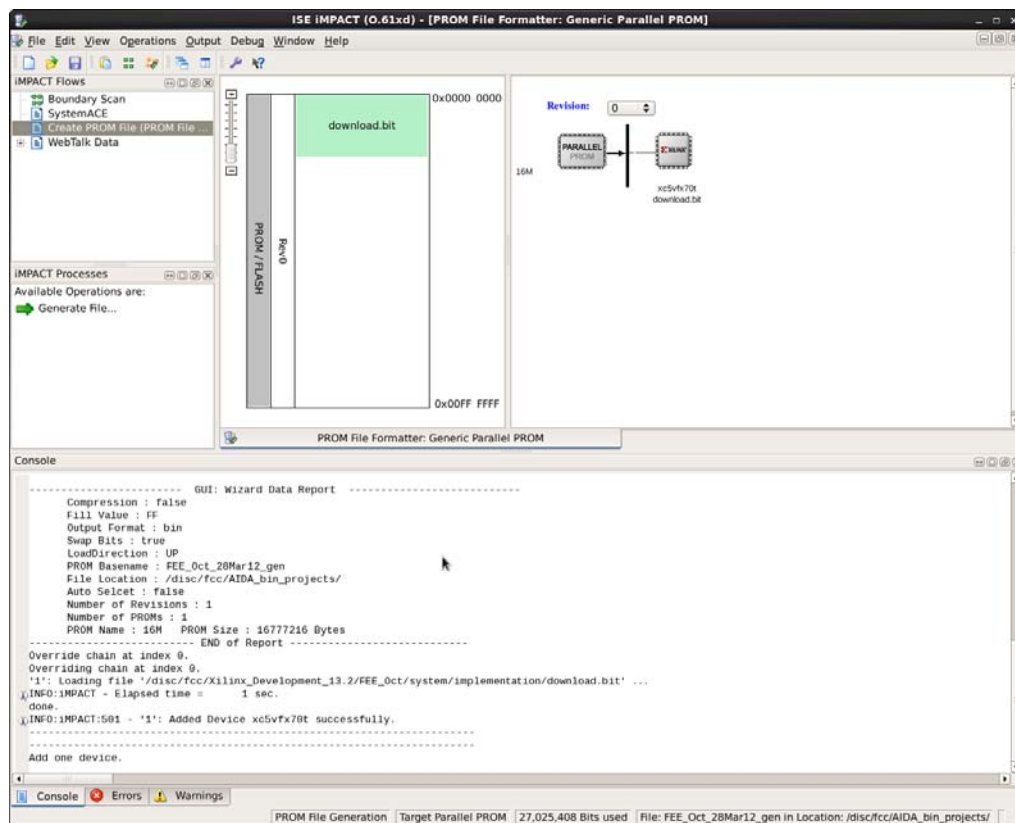 ISE iMPACT (O.61xd) - [PROM File Formatter: Generic Parallel PROM]
File Edit View Operations Output Debug Window Help
iMPACT Flows
Boundary Scan
SystemACE
Create PROM File (PROM File ...
WebTalk Data
iMPACT Processes
Available Operations are:
Generate File...
PROM / FLASH
Rev0
download.bit
0x0000 0000
0x00FF FFFF
16M
Revision: 0
PARALLEL
PROM
XILINX
xc5vfx70t
download.bit
PROM File Formatter: Generic Parallel PROM
Console
----------------------- GUI: Wizard Data Report --------------------------
Compression : false
Fill Value : FF
Output Format : bin
Swap Bits : true
LoadDirection : UP
PROM Basename : FEE_Oct_28Mar12_gen
File Location : /disc/fcc/AIDA_bin_projects/
Auto Selcet : false
Number of Revisions : 1
Number of PROMs : 1
PROM Name : 16M PROM Size : 16777216 Bytes
------------------------- END of Report ---------------------------
Override chain at index 0.
Overriding chain at index 0.
'1': Loading file '/disc/fcc/Xilinx_Development_13.2/FEE_Oct/system/implementation/download.bit' ...
INFO:iMPACT - Elapsed time = 1 sec.
done.
INFO:iMPACT:501 - '1': Added Device xc5vfx70t successfully.
----------------------------------------------------------------------
----------------------------------------------------------------------
Add one device.
Console Errors Warnings
PROM File Generation Target Parallel PROM 27,025,408 Bits used File: FEE_Oct_28Mar12_gen in Location: /disc/fcc/AIDA_bin_projects/